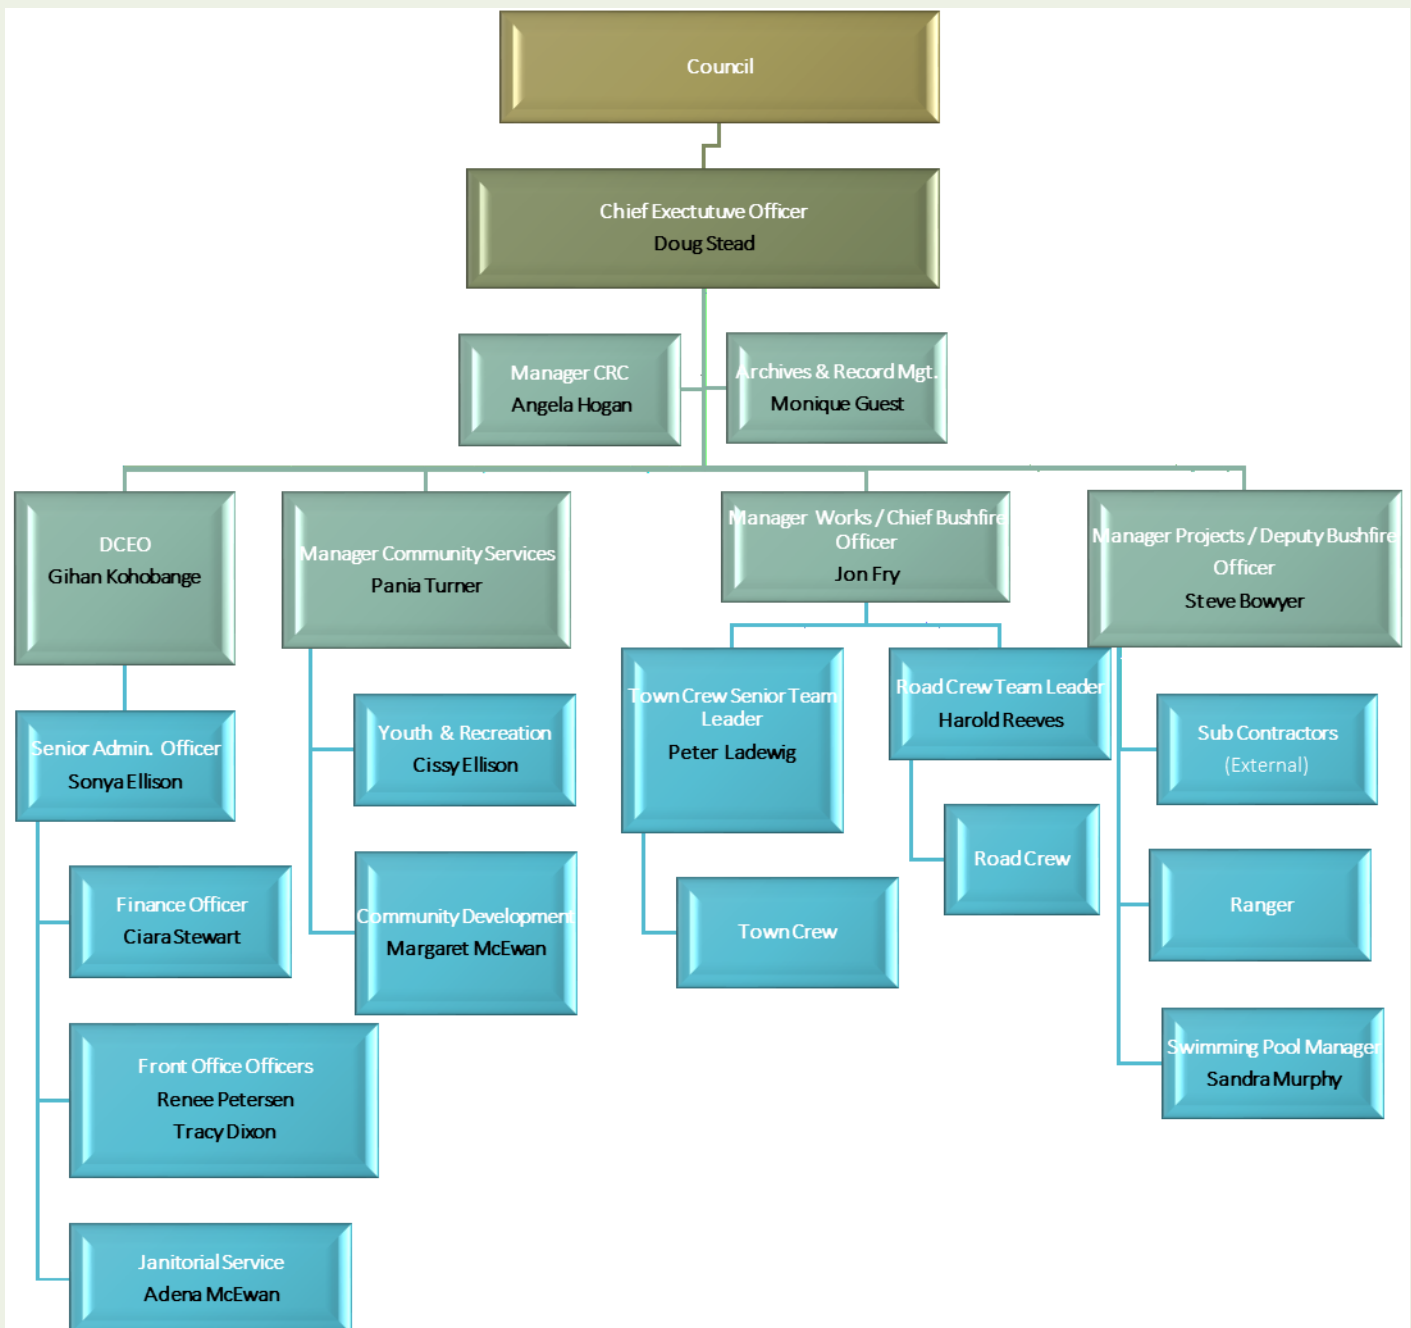 Council
Chief Exectutuve Officer
Doug Stead
Manager CRC
Angela Hogan
Archives & Record Mgt.
Monique Guest
DCEO
Gihan Kohobange
Manager Community Services
Pania Turner
Manager Works / Chief Bushfire
Officer
Jon Fry
Manager Projects / Deputy Bushfire
Officer
Steve Bowyer
Senior Admin. Officer
Sonya Ellison
Finance Officer
Ciara Stewart
Front Office Officers
Renee Petersen
Tracy Dixon
Janitorial Service
Adena McEwan
Youth & Recreation
Cissy Ellison
Community Development
Margaret McEwan
Town Crew Senior Team
Leader
Peter Ladewig
Town Crew
Road Crew Team Leader
Harold Reeves
Road Crew
Sub Contractors
(External)
Ranger
Swimming Pool Manager
Sandra Murphy